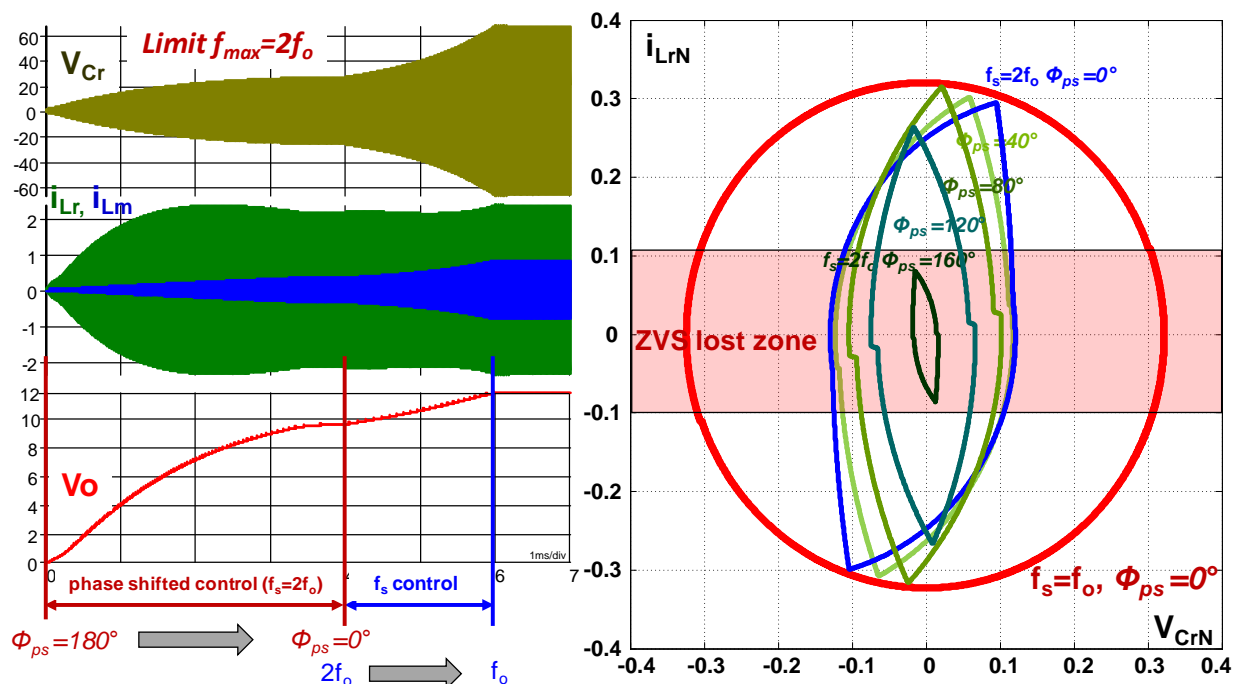 Limit fmax=2fo
VCr
60
40
20
0
-20
-40
-60
iLr, iLm
2
1
0
-1
-2
12
10
8
6
4
2
0
Vo
1ms/div
0
4
6
7
phase shifted control (fs=2fo)
fs control
Φps=180°
Φps=0°
2fo
fo
0.4
0.3
0.2
0.1
0
-0.1
-0.2
-0.3
-0.4
iLrN
fs=2fo Φps=0°
Φps=40°
Φps=80°
Φps=120°
fs=2fo Φps=160°
ZVS lost zone
fs=fo, Φps=0°
VCrN
-0.4
-0.3
-0.2
-0.1
0
0.1
0.2
0.3
0.4